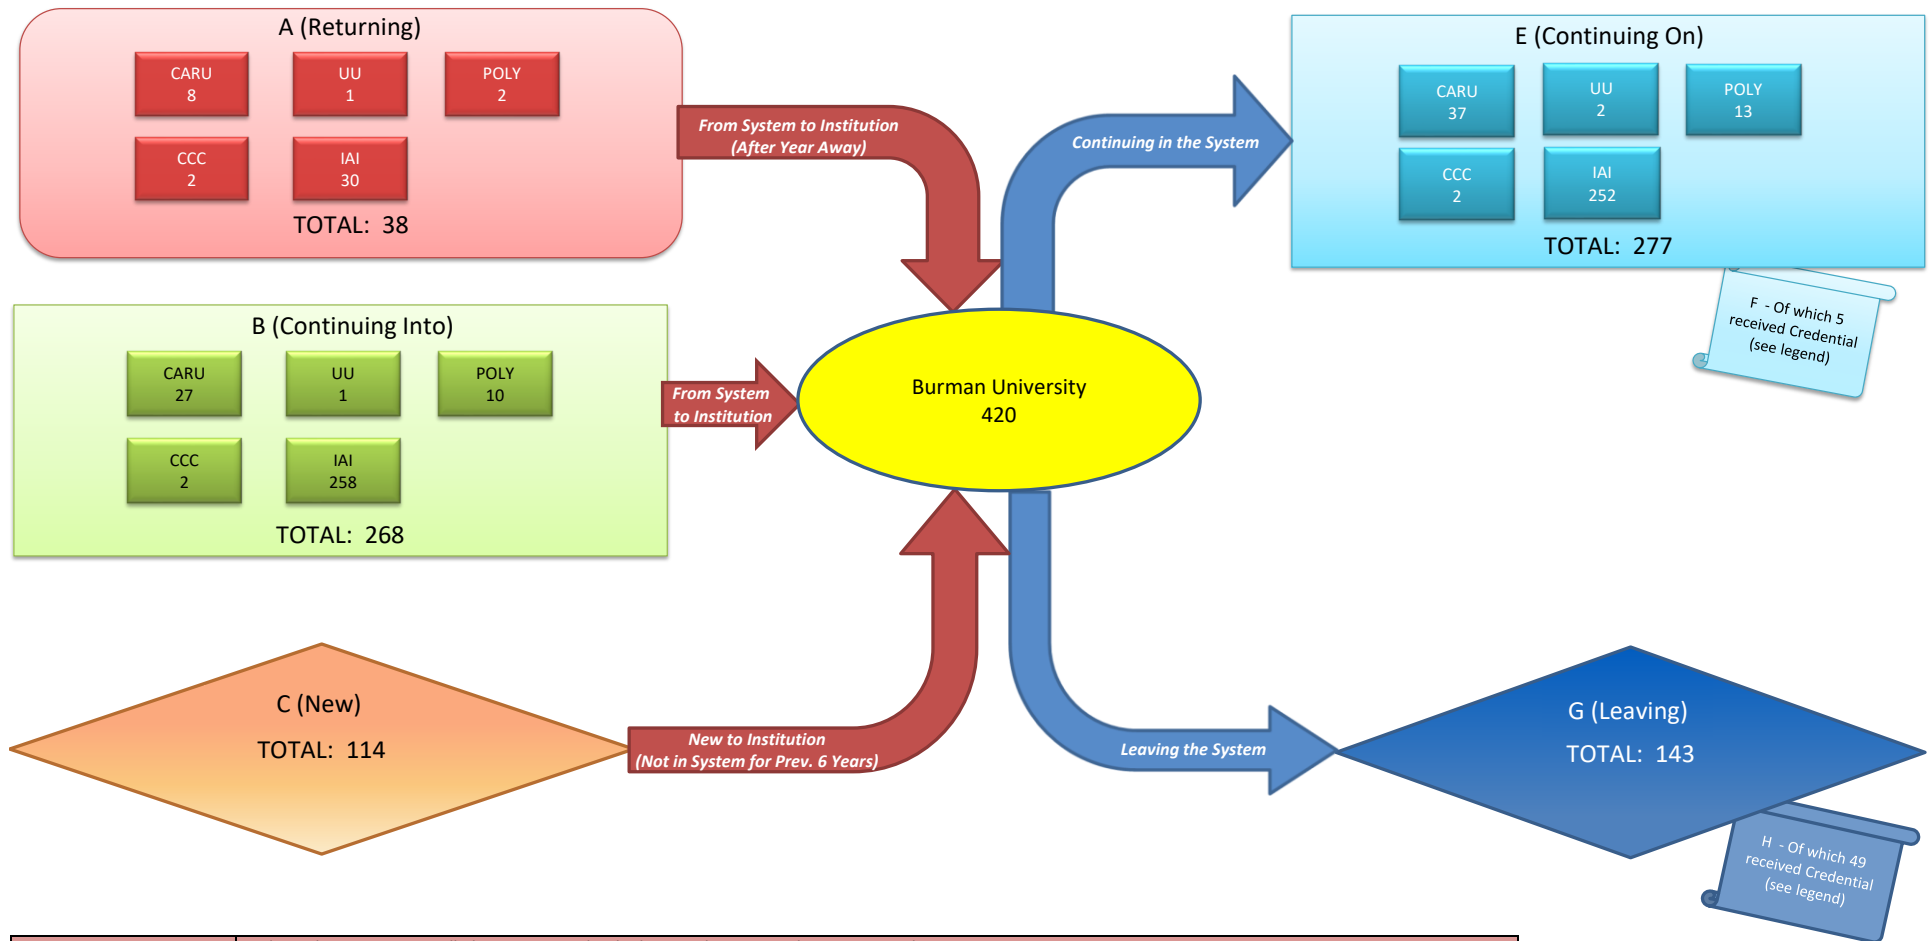 A (Returning)
CARU
8
UU
1
POLY
2
CCC
2
IAI
30
TOTAL: 38
From System to Institution
(After Year Away)
B (Continuing Into)
CARU
27
UU
1
POLY
10
CCC
2
IAI
258
TOTAL: 268
From System
to Institution
C (New)
TOTAL: 114
New to Institution
(Not in System for Prev. 6 Years)
Burman University
420
Continuing in the System
E (Continuing On)
CARU
37
UU
2
POLY
13
CCC
2
IAI
252
TOTAL: 277
F - Of which 5
received Credential
(see legend)
Leaving the System
G (Leaving)
TOTAL: 143
H - Of which 49
received Credential
(see legend)